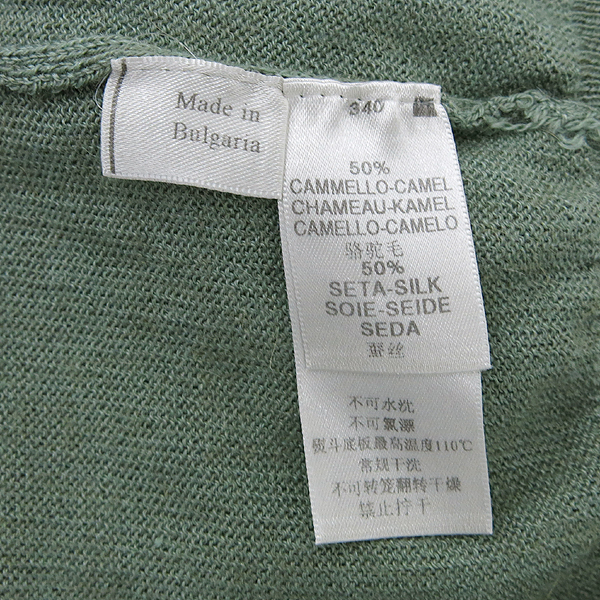 Made in
Bulgaria
340
50%
CAMMELLO-CAMEL
CHAMEAU-KAMEL
CAMELLO-CAMELO
骆驼毛
50%
SETA-SILK
SOIE-SEIDE
SEDA
蚕丝
不可水洗
不可氯漂
熨斗底板最高温度110℃
常规干洗
不可转笼翻转干燥
禁止拧干